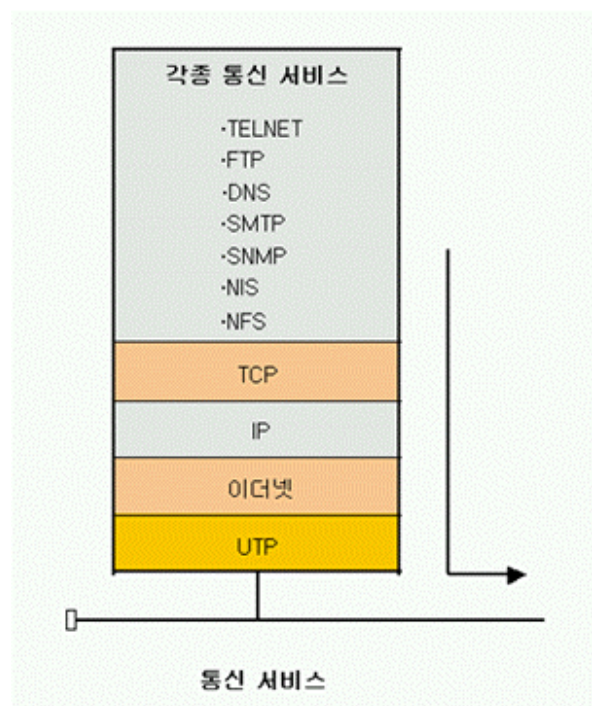 각종 통신 서비스
·TELNET
·FTP
·DNS
·SMTP
·SNMP
·NIS
·NFS
TCP
IP
이더넷
UTP
통신 서비스